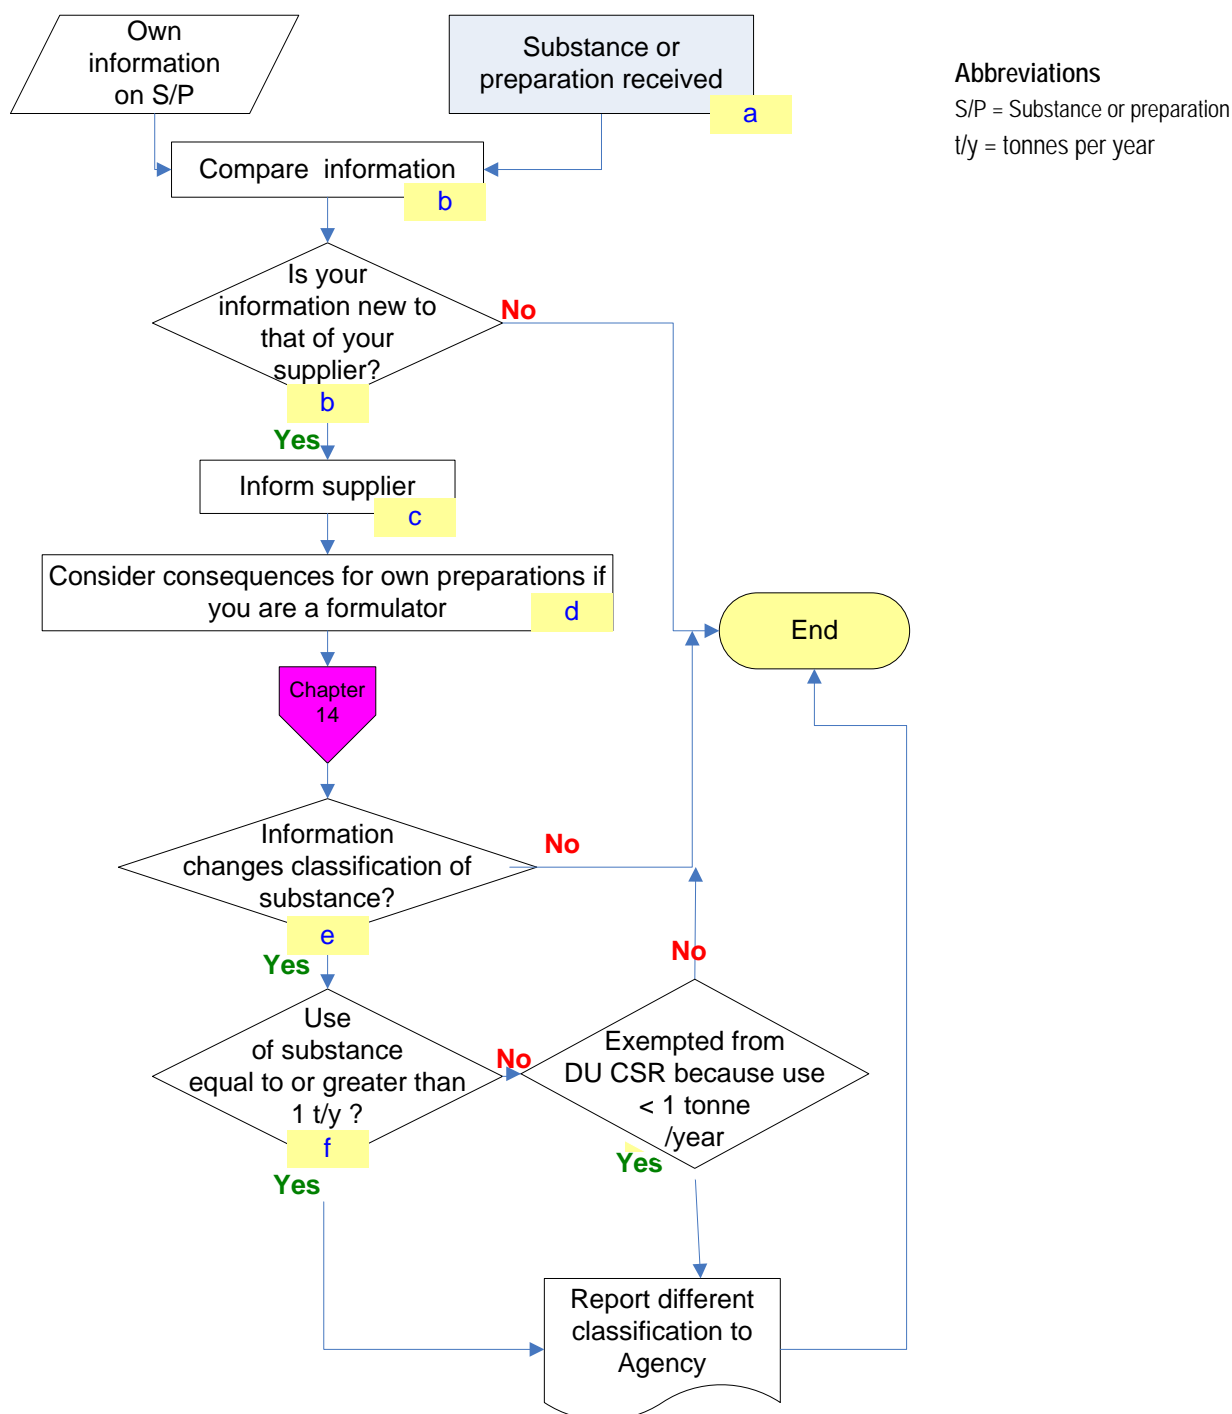 Own
information
on S/P
Substance or
preparation received
a
Abbreviations
S/P = Substance or preparation
t/y = tonnes per year
Compare information
b
Is your
information new to
that of your
supplier?
b
No
Yes
Inform supplier
c
Consider consequences for own preparations if
you are a formulator
d
End
Chapter
14
Information
changes classification of
substance?
e
No
Yes
Use
of substance
equal to or greater than
1 t/y ?
f
No
Yes
No
Exempted from
DU CSR because use
< 1 tonne
/year
Yes
Report different
classification to
Agency